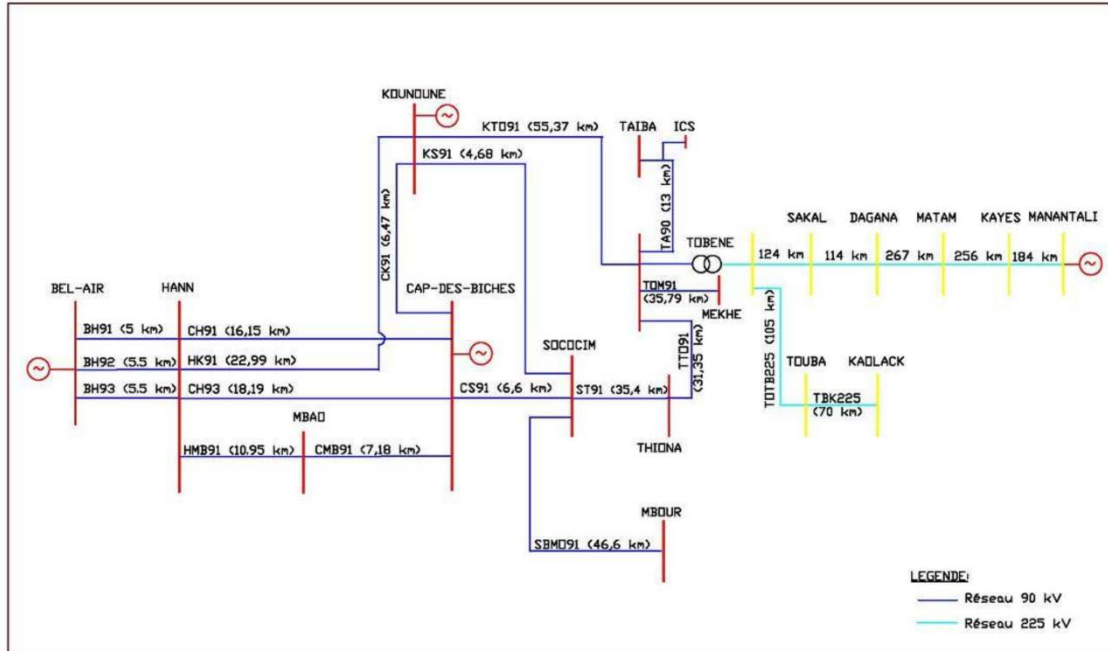 KOUNOUNE
KTO91 (55,37 km)
TAIBA
ICS
KS91 (4,68 km)
CK91 (6,47 km)
TA90 (13 km)
SAKAL
DAGANA
MATAM
KAYES
MANANTALI
TOBENE
124 km
114 km
267 km
256 km
184 km
BEL-AIR
HANN
CAP-DES-BICHES
TOM91
(35,79 km)
MEKHE
BH91 (5 km)
CH91 (16,15 km)
SOCOCIM
TTO91
(31,35 km)
TOTB225 (105 km)
BH92 (5.5 km)
HK91 (22,99 km)
TOUBA
KAOLACK
BH93 (5.5 km)
CH93 (18,19 km)
CS91 (6,6 km)
ST91 (35,4 km)
TBK225
(70 km)
MBAO
HMB91 (10,95 km)
CMB91 (7,18 km)
THIONA
MBOUR
SBMO91 (46,6 km)
LEGENDE:
Réseau 90 kV
Réseau 225 kV